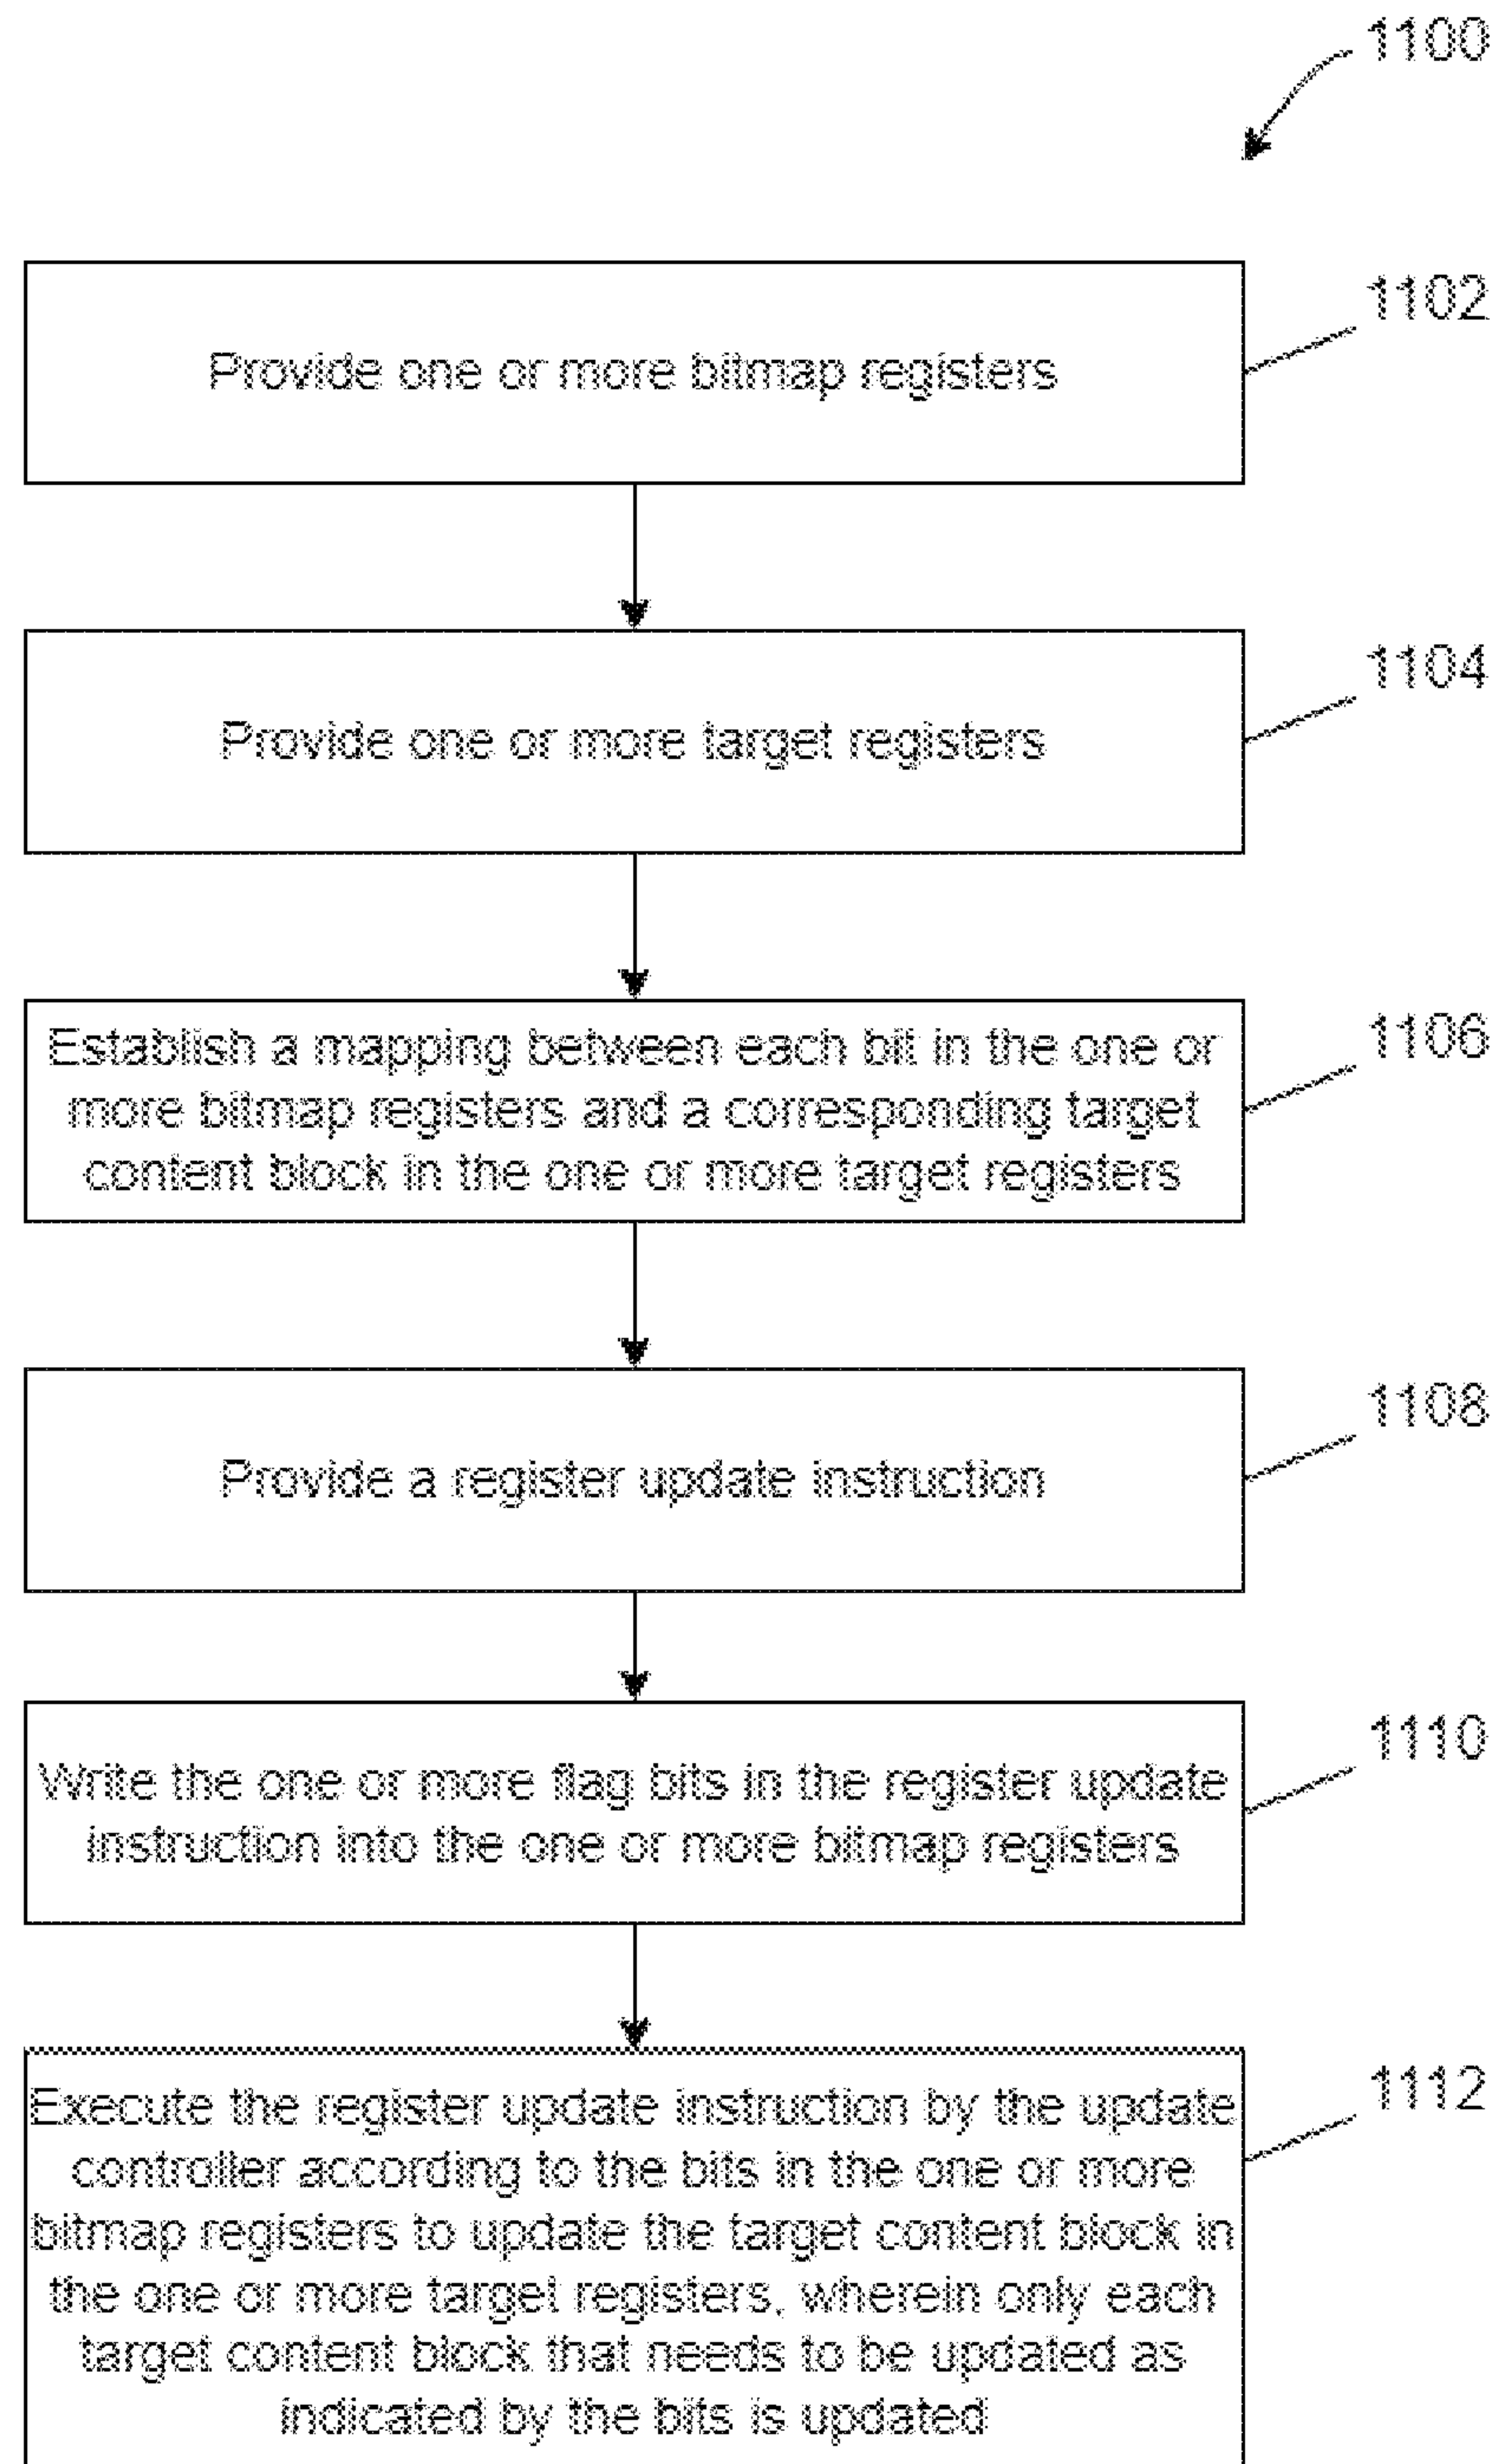 1100
Provide one or more bitmap registers
1102
Provide one or more target registers
1104
Establish a mapping between each bit in the one or
more bitmap registers and a corresponding target
content block in the one or more target registers
1106
Provide a register update instruction
1108
Write the one or more flag bits in the register update
instruction into the one or more bitmap registers
1110
Execute the register update instruction by the update
controller according to the bits in the one or more
bitmap registers to update the target content block in
the one or more target registers, wherein only each
target content block that needs to be updated as
indicated by the bits is updated
1112